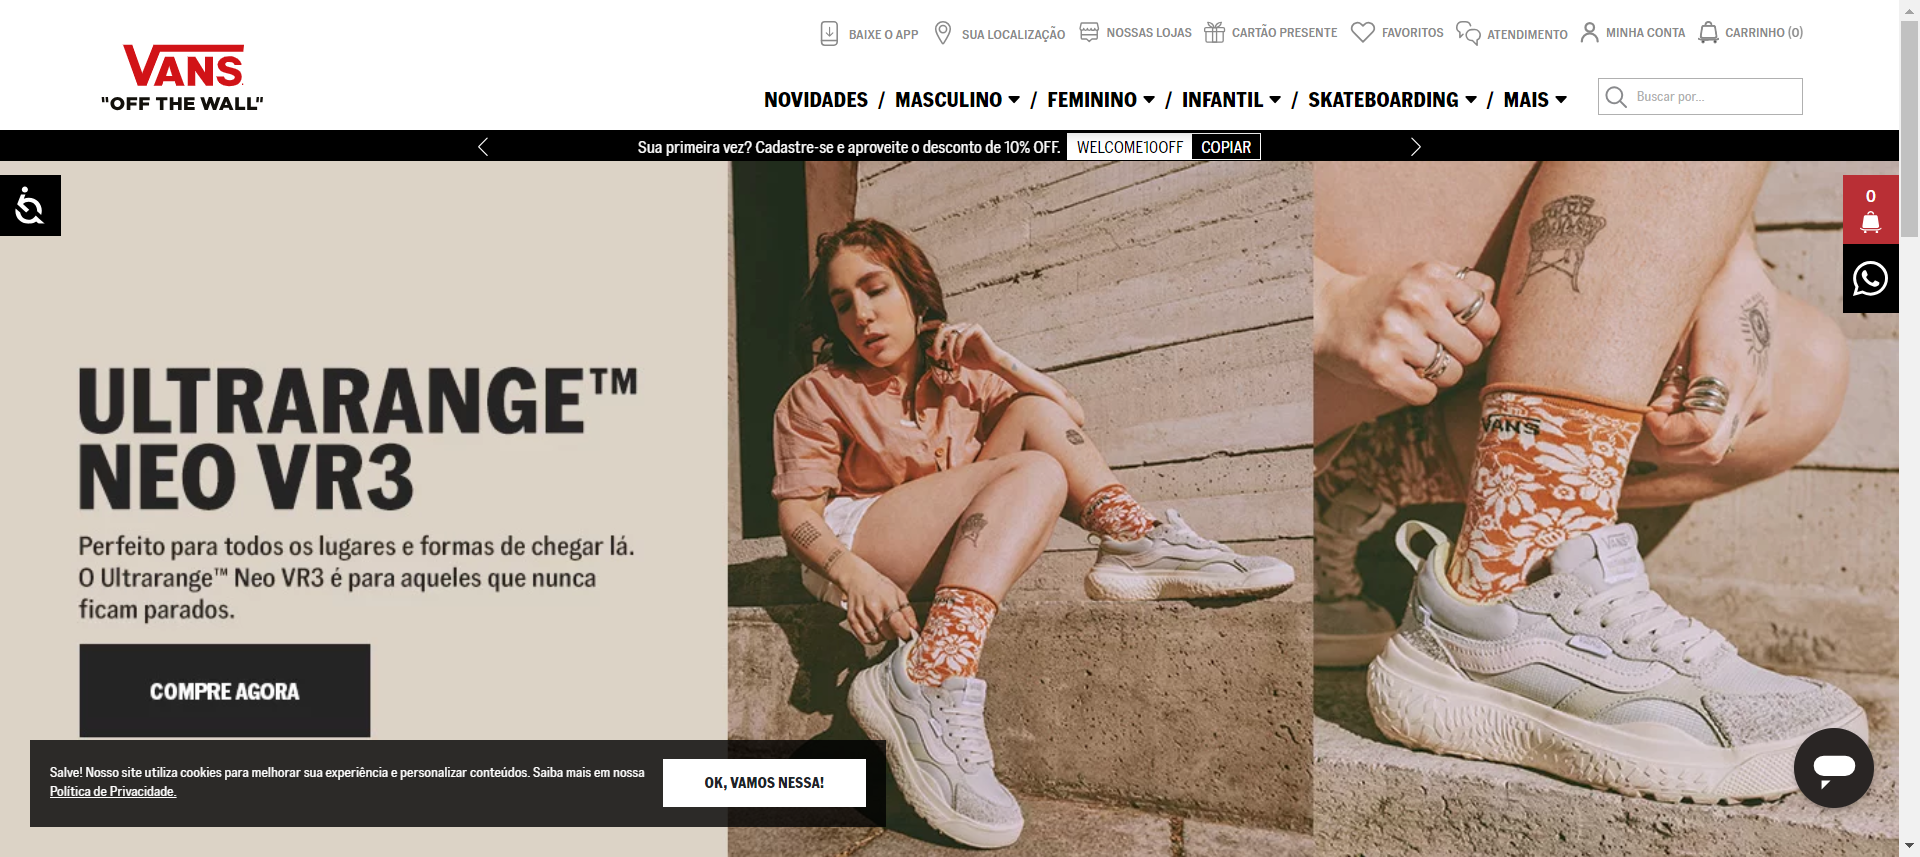 BAIXE O APP
SUA LOCALIZAÇÃO
NOSSAS LOJAS
CARTÃO PRESENTE
FAVORITOS
ATENDIMENTO
MINHA CONTA
CARRINHO (0)
VANS
"OFF THE WALL"
NOVIDADES / MASCULINO / FEMININO / INFANTIL / SKATEBOARDING / MAIS
Buscar por...
Sua primeira vez? Cadastre-se e aproveite o desconto de 10% OFF. WELCOME10OFF COPIAR
0
VANS
ULTRARANGE™
NEO VR3
Perfeito para todos os lugares e formas de chegar lá.
O Ultrarange™ Neo VR3 é para aqueles que nunca
ficam parados.
COMPRE AGORA
Salve! Nosso site utiliza cookies para melhorar sua experiência e personalizar conteúdos. Saiba mais em nossa
Política de Privacidade.
OK, VAMOS NESSA!